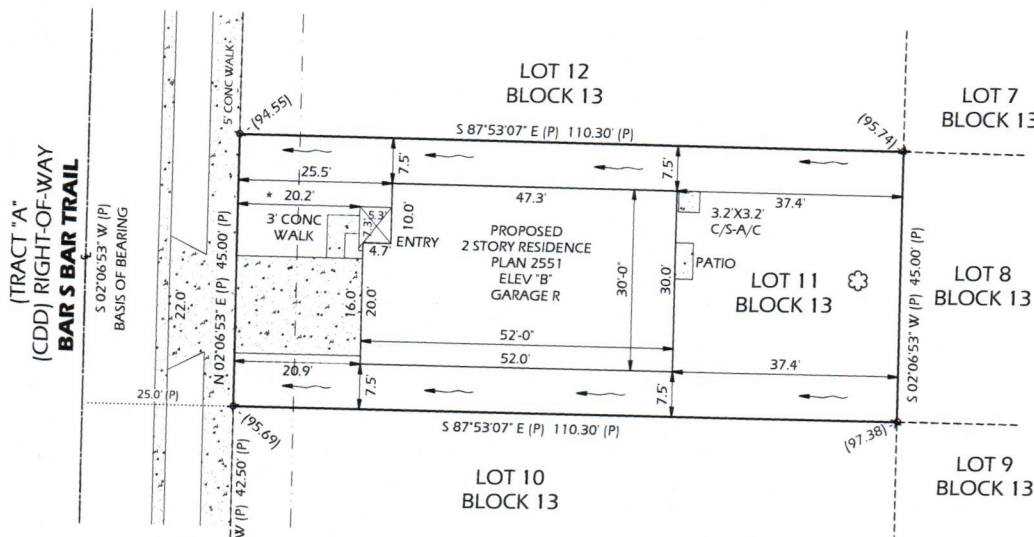 (TRACT "A"
(CDD) RIGHT-OF-WAY
BAR S BAR TRAIL
S 02°06'53" W (P)
BASIS OF BEARING
22.0'
25.0' (P)
5' CONC WALK
N 02°06'53" E (P) 45.00' (P)
W (P) 42.50' (P)
LOT 12
BLOCK 13
LOT 7
BLOCK 13
(94.55)
S 87°53'07" E (P) 110.30' (P)
(95.74)
7.5'
7.5'
25.5'
47.3'
37.4'
* 20.2'
5.3'
7.3'
10.0'
4.7'
ENTRY
3' CONC
WALK
PROPOSED
2 STORY RESIDENCE
PLAN 2551
ELEV "B"
GARAGE R
30'-0"
30.0'
3.2'X3.2'
C/S-A/C
PATIO
LOT 11
BLOCK 13
S 02°06'53" W (P) 45.00' (P)
LOT 8
BLOCK 13
16.0'
20.0'
52'-0"
52.0'
20.9'
37.4'
7.5'
7.5'
(95.69)
S 87°53'07" E (P) 110.30' (P)
(97.38)
LOT 10
BLOCK 13
LOT 9
BLOCK 13